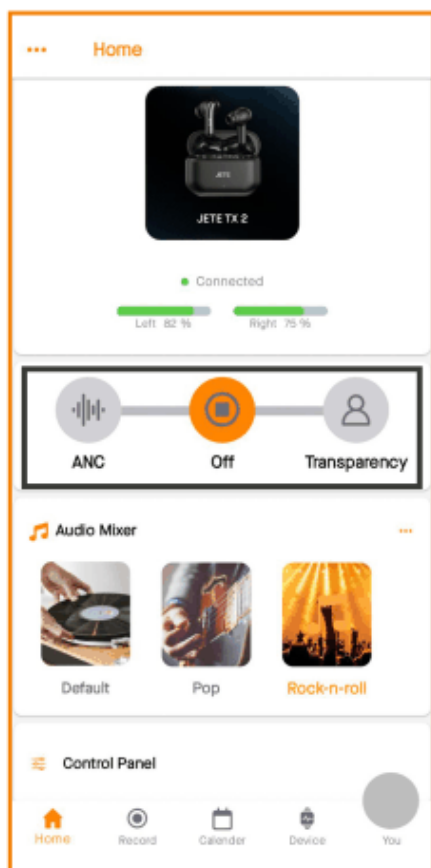 Home
JETE
JETE TX 2
Connected
Left 82 % Right 75 %
ANC Off Transparency
Audio Mixer
Default Pop Rock-n-roll
Control Panel
Home Record Calender Device You